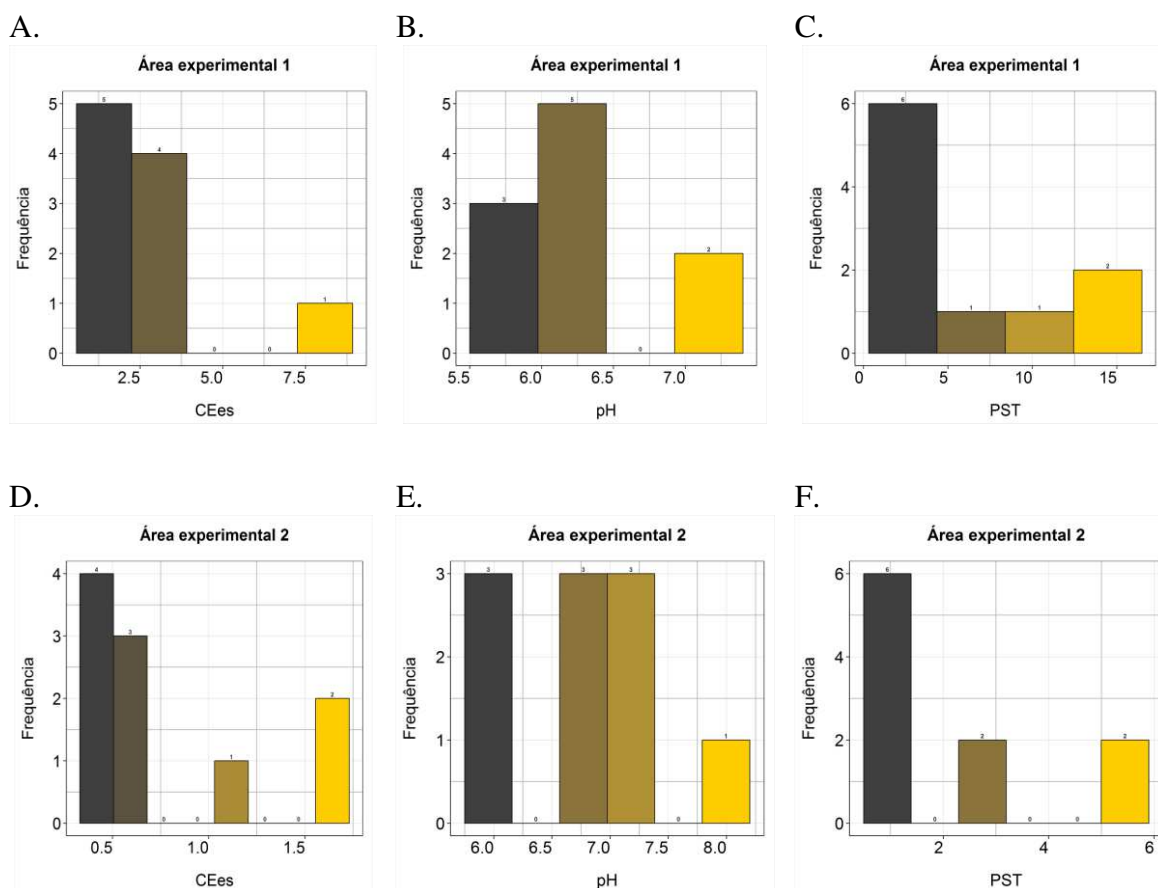 A.
Área experimental 1
Frequência
5
4
3
2
1
0
5
4
0
0
1
2.5 5.0 7.5
CEes
B.
Área experimental 1
Frequência
5
4
3
2
1
0
3
5
0
2
5.5 6.0 6.5 7.0
pH
C.
Área experimental 1
Frequência
6
4
2
0
6
1
1
2
0 5 10 15
PST
D.
Área experimental 2
Frequência
4
3
2
1
0
4
3
0
0
1
0
0
2
0.5 1.0 1.5
CEes
E.
Área experimental 2
Frequência
3
2
1
0
3
0
3
3
0
1
6.0 6.5 7.0 7.5 8.0
pH
F.
Área experimental 2
Frequência
6
4
2
0
6
0
2
0
0
2
2 4 6
PST